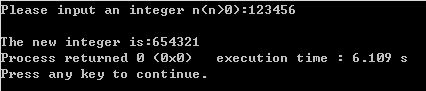 Please input an integer n(n>0):123456
The new integer is:654321
Process returned 0 (0x0)   execution time : 6.109 s
Press any key to continue.